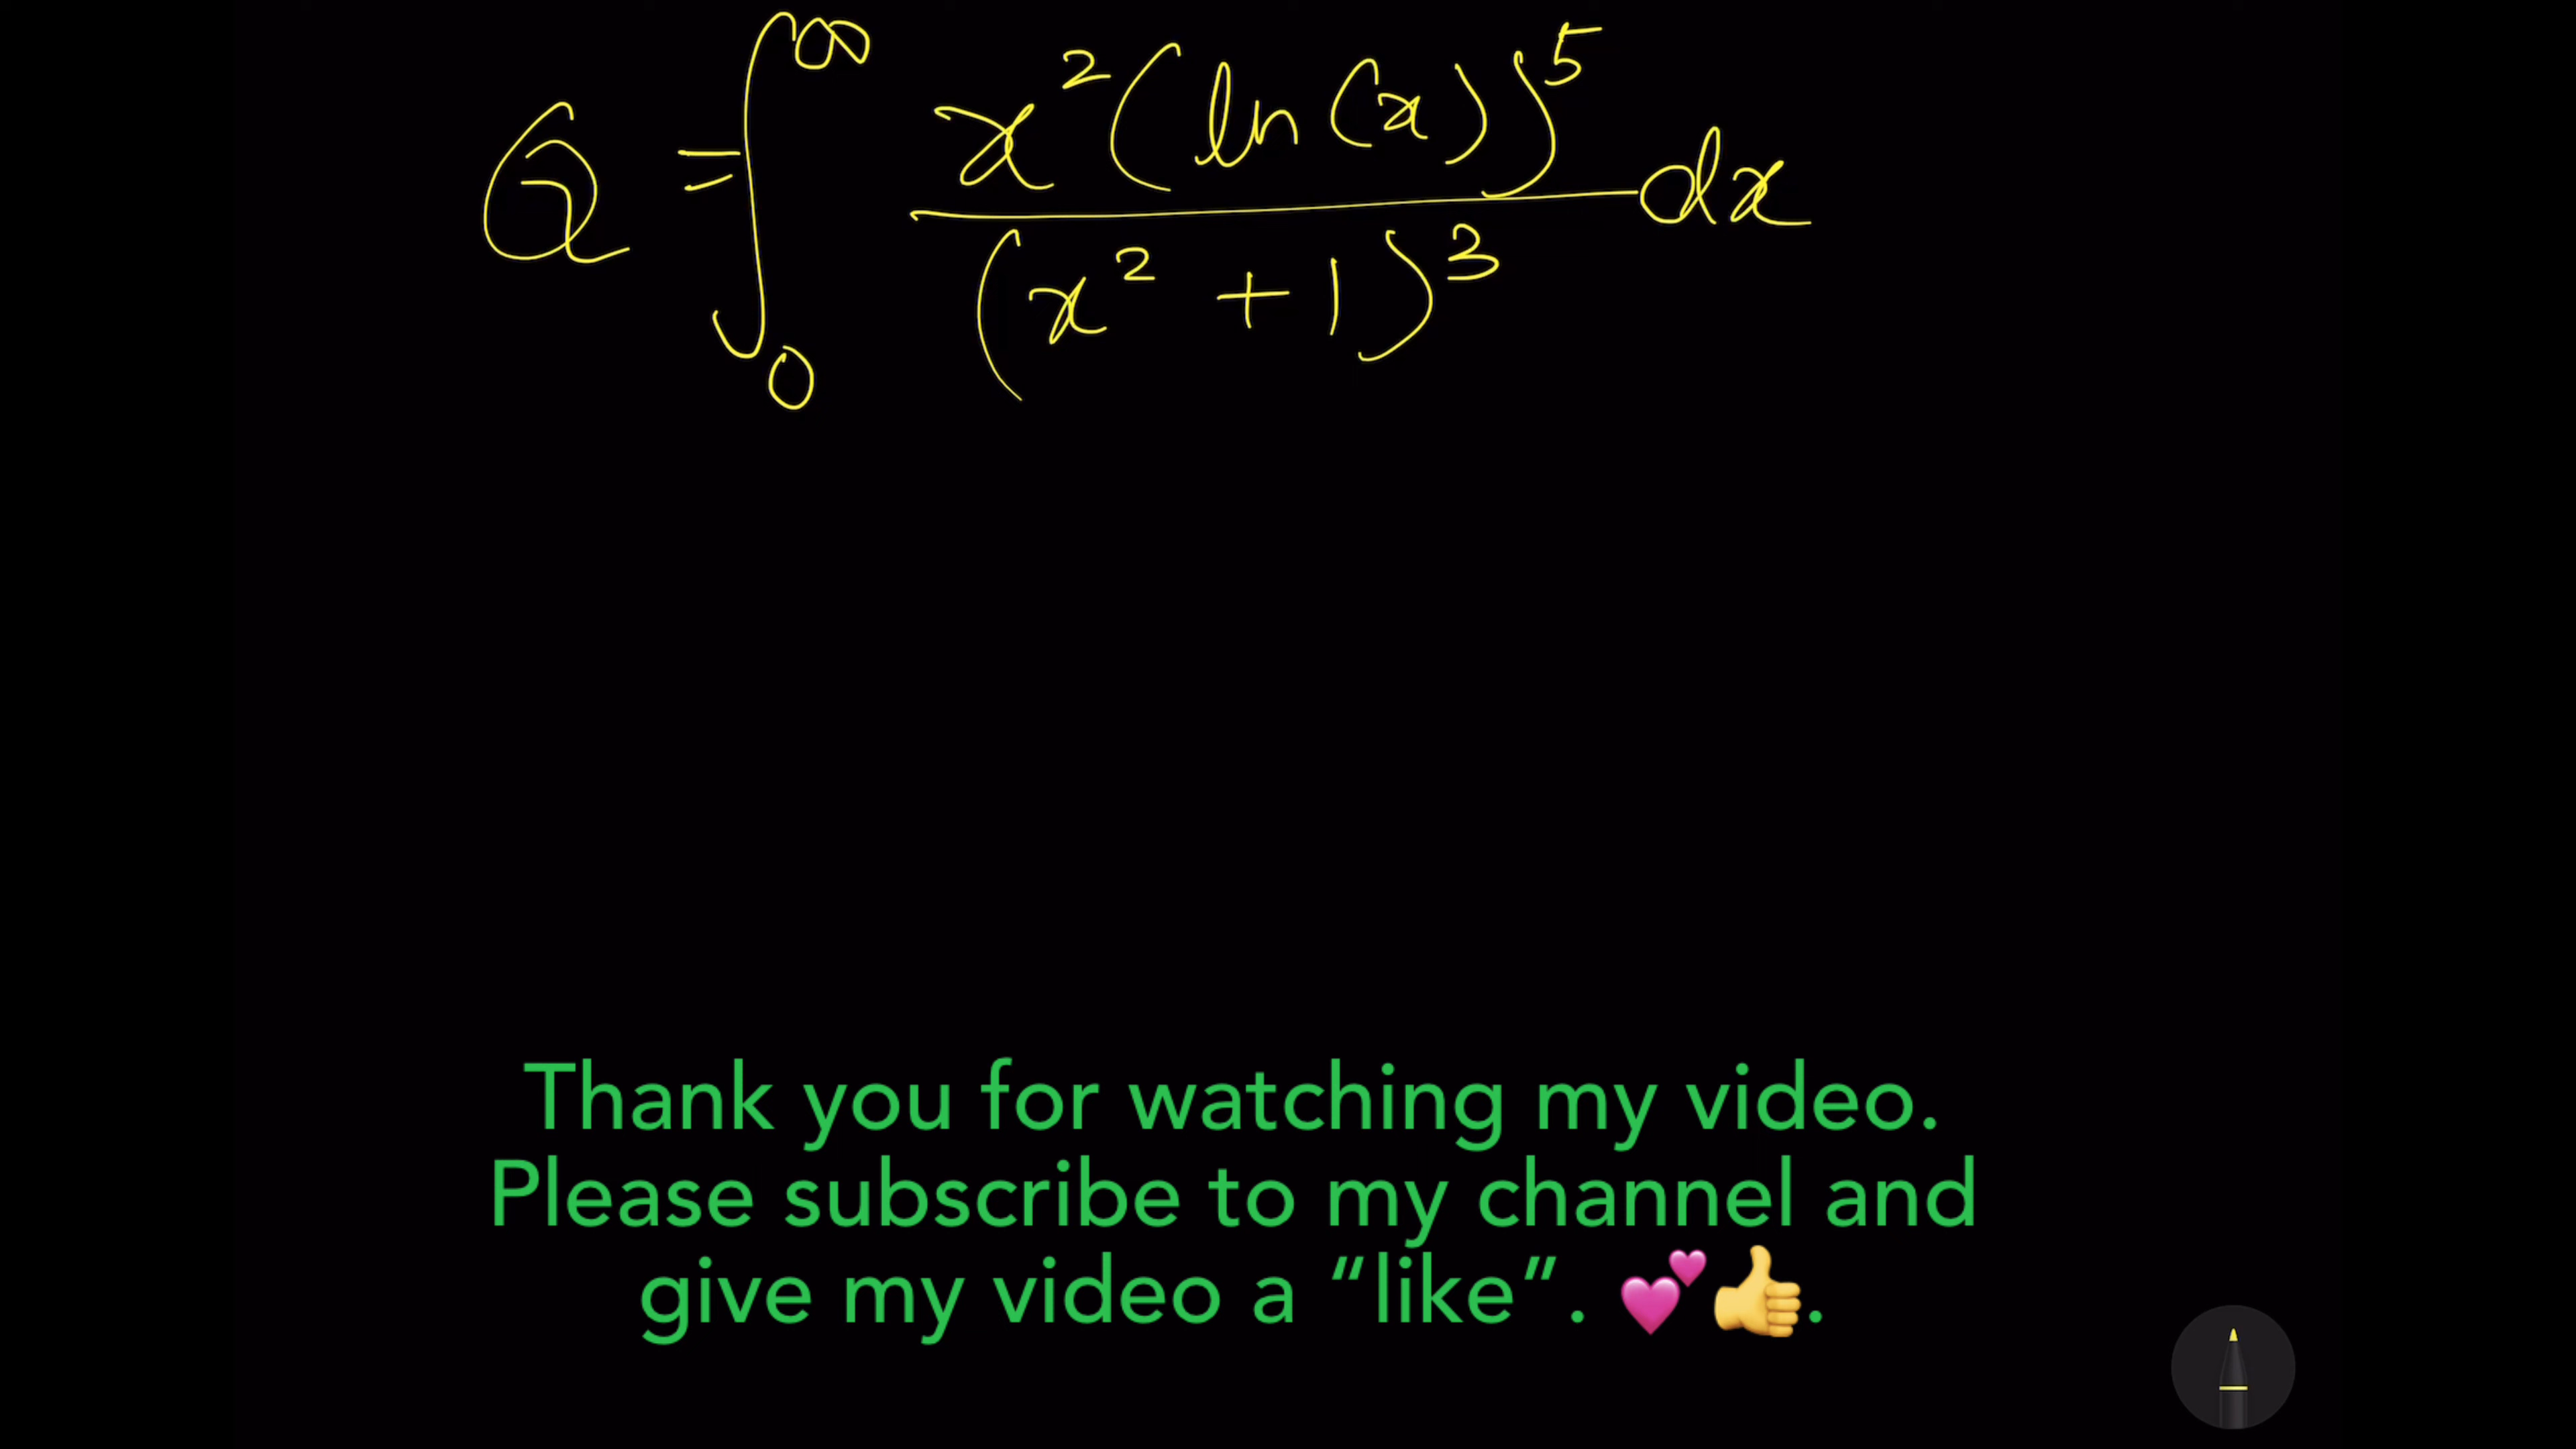 Q = ∫₀^∞ x²(ln(x))⁵ / (x² + 1)³ dx
Thank you for watching my video.
Please subscribe to my channel and
give my video a “like”. 💕👍.